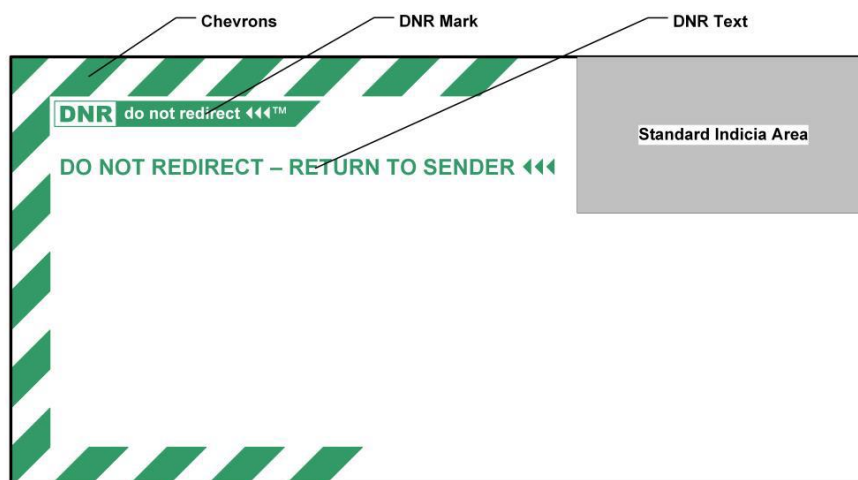 Chevrons
DNR Mark
DNR Text
DNR do not redirect ™
Standard Indicia Area
DO NOT REDIRECT – RETURN TO SENDER